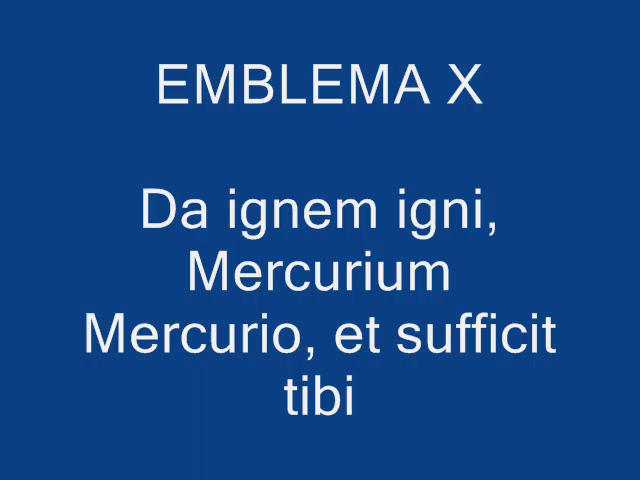 EMBLEMA X
Da ignem igni,
Mercurium
Mercurio, et sufficit
tibi